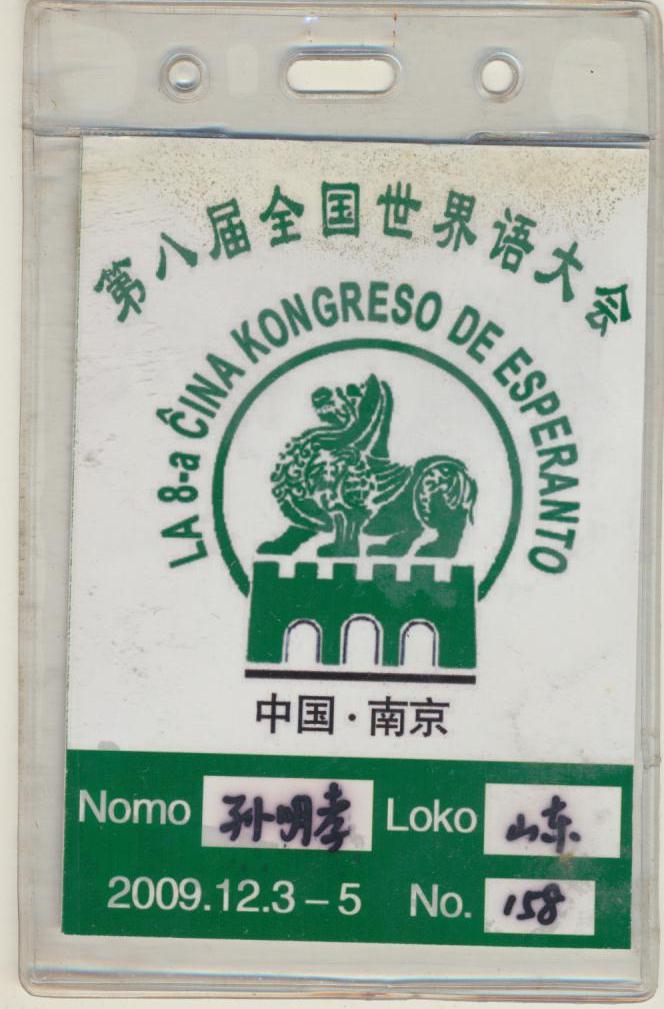 第八届全国世界语大会
LA 8-a ĈINA KONGRESO DE ESPERANTO
中国·南京
Nomo 孙明孝 Loko 山东
2009.12.3-5 No. 158